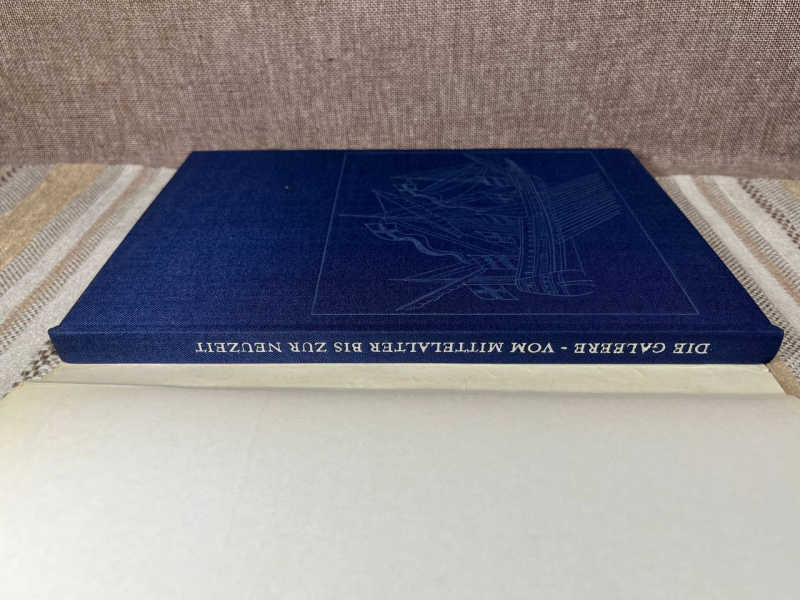 DIE GALEERE - VOM MITTELALTER BIS ZUR NEUZEIT